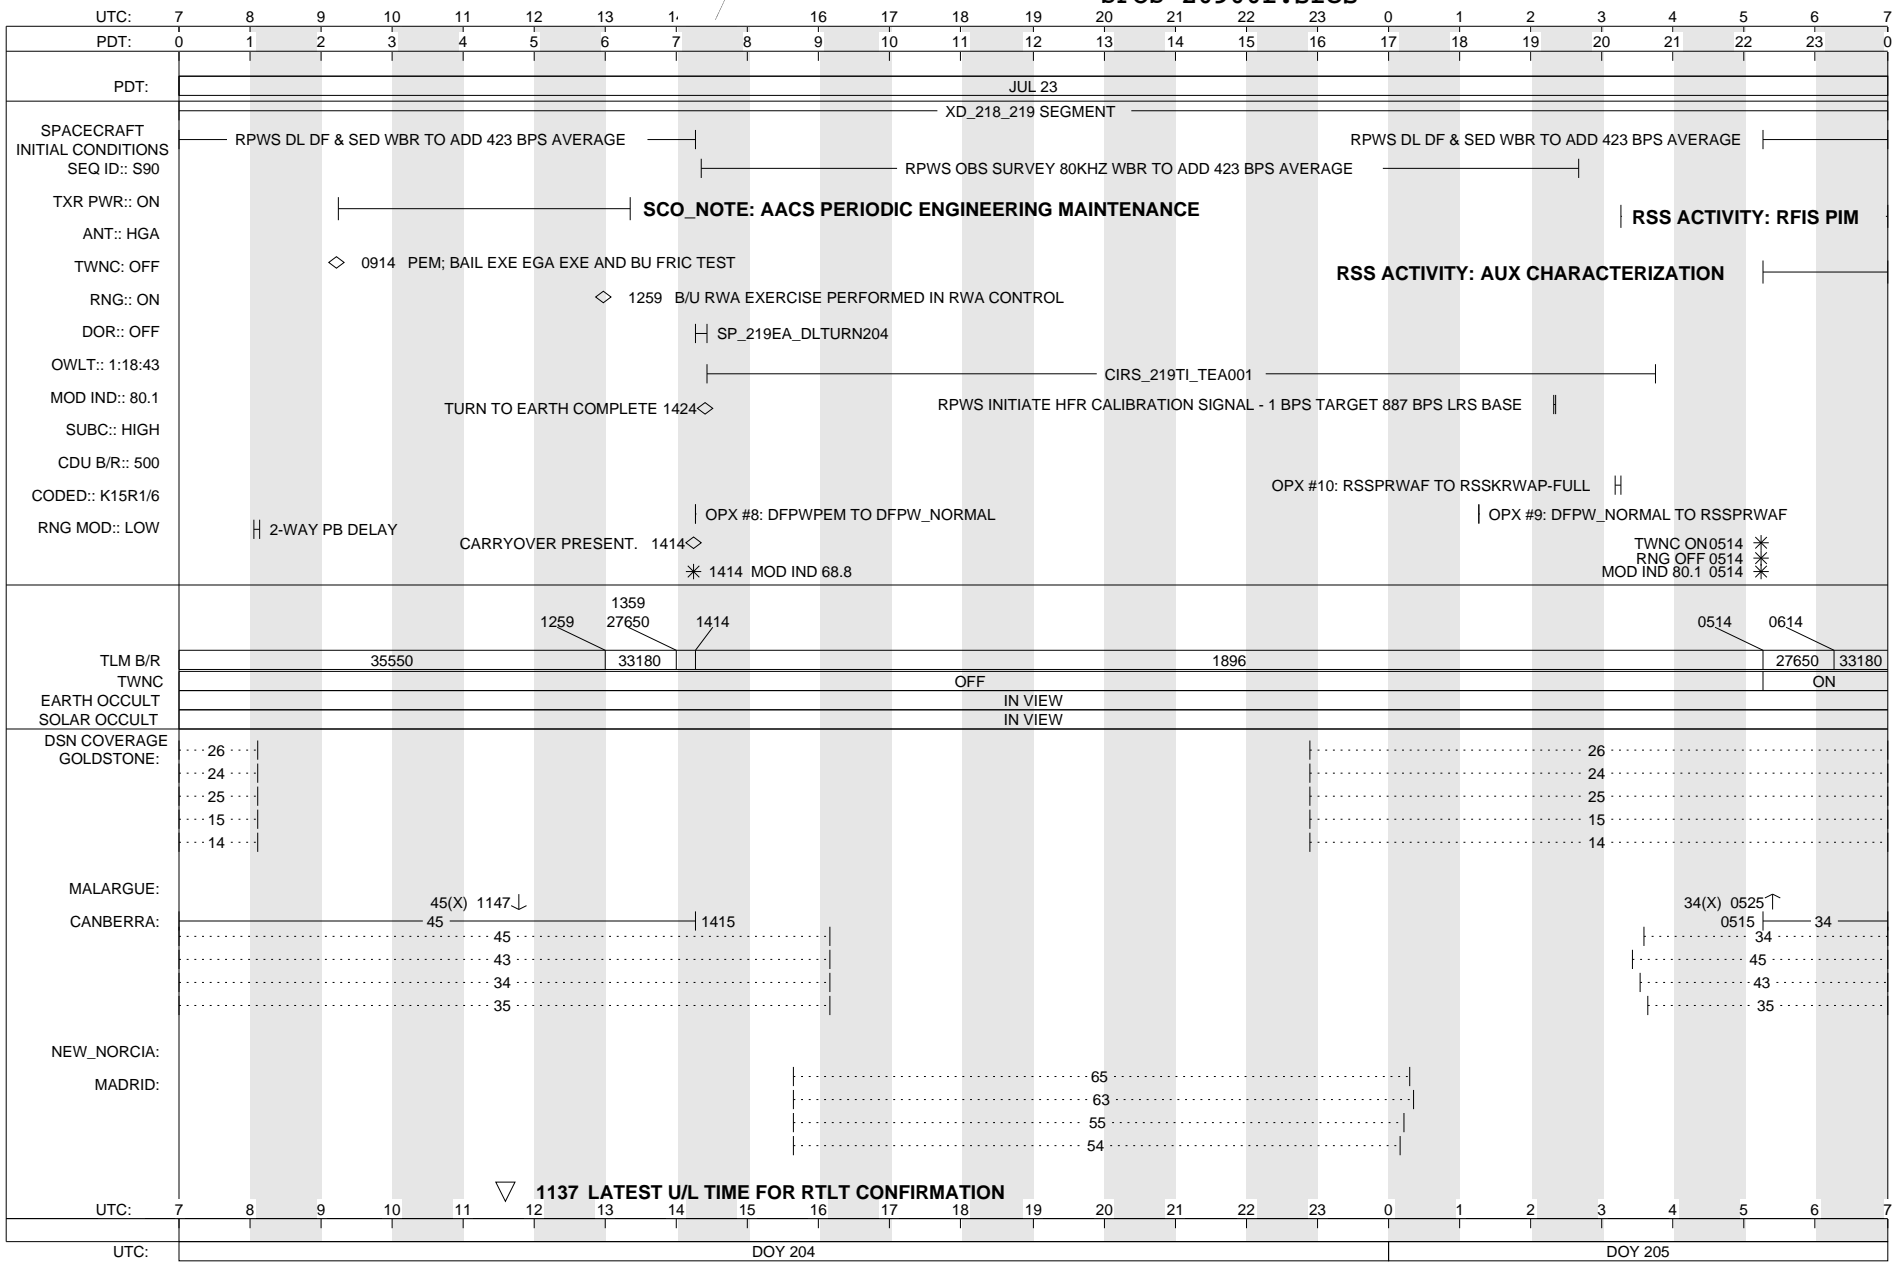 UTC: 7 8 9 10 11 12 13 16 17 18 19 20 21 22 23 0 1 2 3 4 5 6 7
PDT: 0 1 2 3 4 5 6 7 8 9 10 11 12 13 14 15 16 17 18 19 20 21 22 23 0
PDT: JUL 23
XD_218_219 SEGMENT
SPACECRAFT
INITIAL CONDITIONS
RPWS DL DF & SED WBR TO ADD 423 BPS AVERAGE RPWS DL DF & SED WBR TO ADD 423 BPS AVERAGE
SEQ ID:: S90 RPWS OBS SURVEY 80KHZ WBR TO ADD 423 BPS AVERAGE
TXR PWR:: ON SCO_NOTE: AACS PERIODIC ENGINEERING MAINTENANCE RSS ACTIVITY: RFIS PIM
ANT:: HGA
TWNC: OFF 0914 PEM; BAIL EXE EGA EXE AND BU FRIC TEST RSS ACTIVITY: AUX CHARACTERIZATION
RNG:: ON 1259 B/U RWA EXERCISE PERFORMED IN RWA CONTROL
DOR:: OFF SP_219EA_DLTURN204
OWLT:: 1:18:43 CIRS_219TI_TEA001
MOD IND:: 80.1 TURN TO EARTH COMPLETE 1424 RPWS INITIATE HFR CALIBRATION SIGNAL - 1 BPS TARGET 887 BPS LRS BASE
SUBC:: HIGH
CDU B/R:: 500
OPX #10: RSSPRWAF TO RSSKRWAP-FULL
CODED:: K15R1/6 OPX #8: DFPWPEM TO DFPW_NORMAL OPX #9: DFPW_NORMAL TO RSSPRWAF
RNG MOD:: LOW 2-WAY PB DELAY
CARRYOVER PRESENT. 1414 TWNC ON 0514
RNG OFF 0514
1414 MOD IND 68.8 MOD IND 80.1 0514
1359
1259 27650 1414 0514 0614
TLM B/R 35550 33180 1896 27650 33180
TWNC OFF ON
EARTH OCCULT IN VIEW
SOLAR OCCULT IN VIEW
DSN COVERAGE
GOLDSTONE: 26 26
24 24
25 25
15 15
14 14
MALARGUE:
45(X) 1147 34(X) 0525
CANBERRA: 45 1415 0515 34
45 34
43 45
34 43
35 35
NEW_NORCIA:
MADRID: 65
63
55
54
1137 LATEST U/L TIME FOR RTLT CONFIRMATION
UTC: 7 8 9 10 11 12 13 14 15 16 17 18 19 20 21 22 23 0 1 2 3 4 5 6 7
UTC: DOY 204 DOY 205